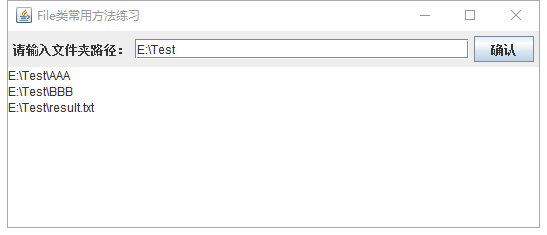 File类常用方法练习
请输入文件夹路径： E:\Test 确认
E:\Test\AAA
E:\Test\BBB
E:\Test\result.txt